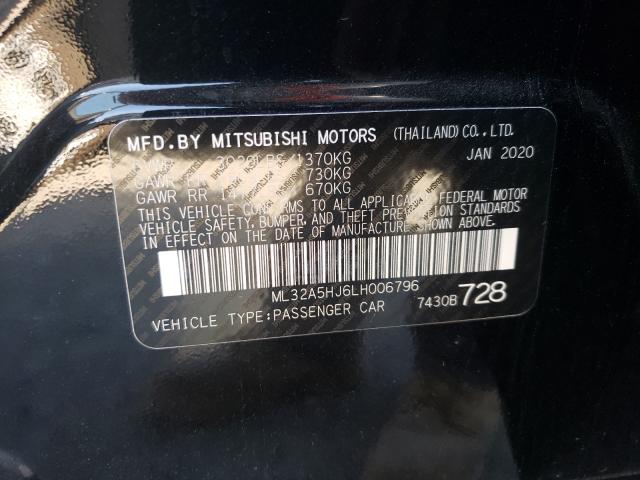 MFD.BY MITSUBISHI MOTORS (THAILAND)CO.,LTD.
1370KG JAN 2020
GAWR 730KG
GAWR RR 670KG
THIS VEHICLE CONFORMS TO ALL APPLICABLE FEDERAL MOTOR
VEHICLE SAFETY,BUMPER,AND THEFT PREVENTION STANDARDS
IN EFFECT ON THE DATE OF MANUFACTURE SHOWN ABOVE.
ML32A5HJ6LH006796
VEHICLE TYPE:PASSENGER CAR 7430B 728